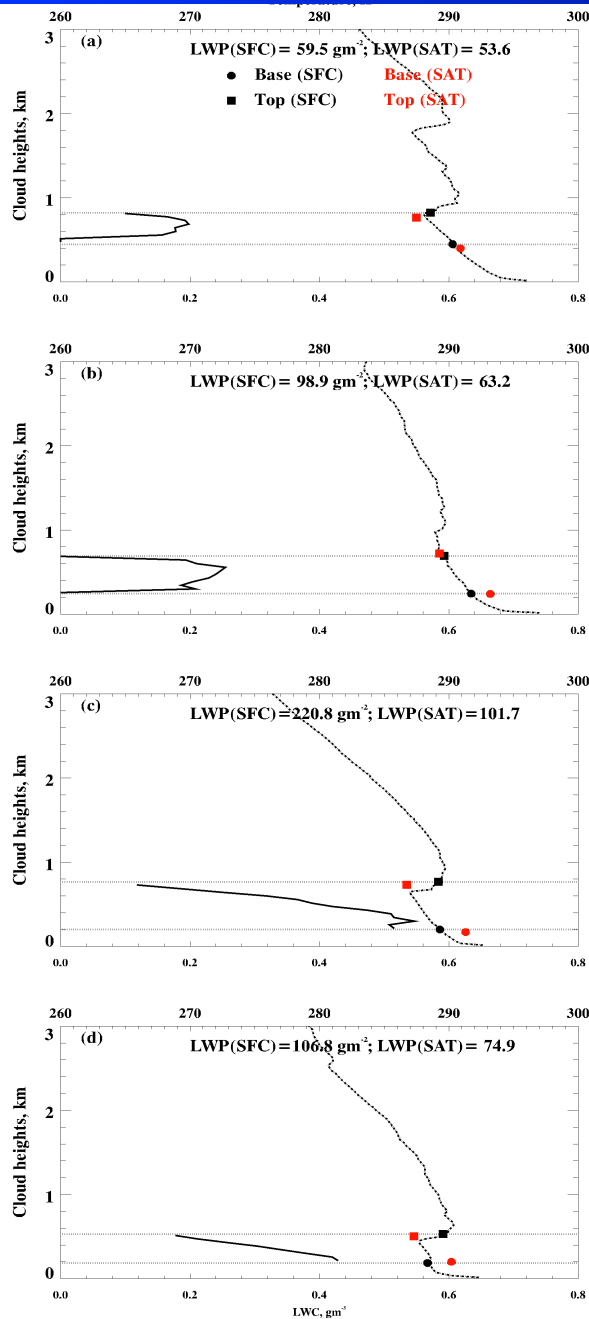 Temperature, K
260 270 280 290 300
(a)
LWP(SFC)= 59.5 gm-2; LWP(SAT)= 53.6
Base (SFC) Base (SAT)
Top (SFC) Top (SAT)
Cloud heights, km
3
2
1
0
0.0 0.2 0.4 0.6 0.8
260 270 280 290 300
(b)
LWP(SFC)= 98.9 gm-2; LWP(SAT)= 63.2
Cloud heights, km
3
2
1
0
0.0 0.2 0.4 0.6 0.8
260 270 280 290 300
(c)
LWP(SFC)=220.8 gm-2; LWP(SAT)=101.7
Cloud heights, km
3
2
1
0
0.0 0.2 0.4 0.6 0.8
260 270 280 290 300
(d)
LWP(SFC)=106.8 gm-2; LWP(SAT)= 74.9
Cloud heights, km
3
2
1
0
0.0 0.2 0.4 0.6 0.8
LWC, gm-3